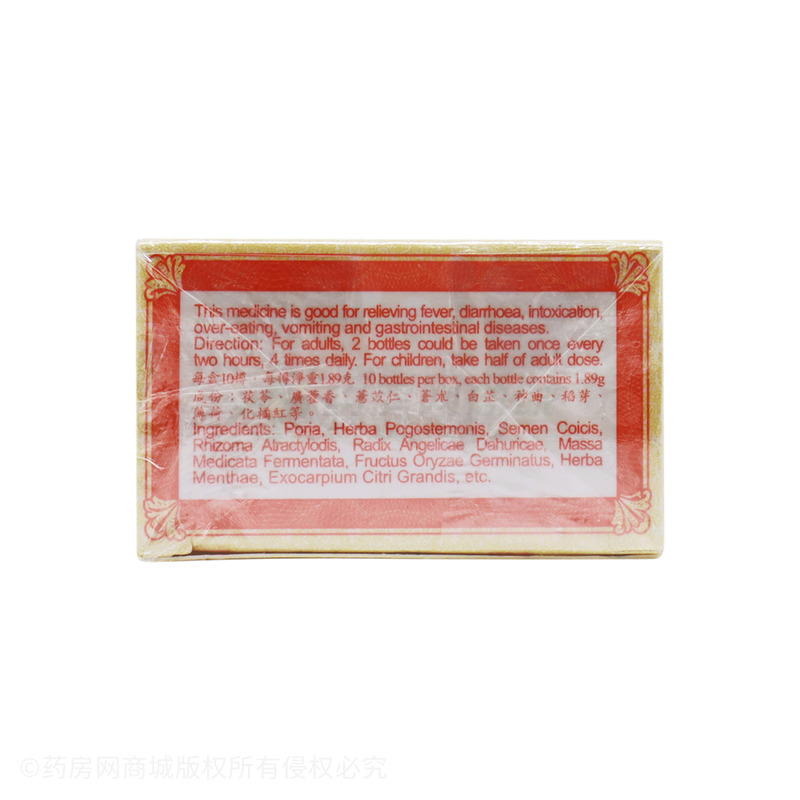 This medicine is good for relieving fever, diarrhoea, intoxication,
over-eating, vomiting and gastrointestinal diseases.
Direction: For adults, 2 bottles could be taken once every
two hours, 4 times daily. For children, take half of adult dose.
每盒10樽，每樽淨重1.89克 10 bottles per box, each bottle contains 1.89g
成份：茯苓、廣藿香、薏苡仁、蒼朮、白芷、神曲、稻芽、
薄荷、化橘紅等。
Ingredients: Poria, Herba Pogostemonis, Semen Coicis,
Rhizoma Atractylodis, Radix Angelicae Dahuricae, Massa
Medicata Fermentata, Fructus Oryzae Germinatus, Herba
Menthae, Exocarpium Citri Grandis, etc.
©药房网商城版权所有侵权必究